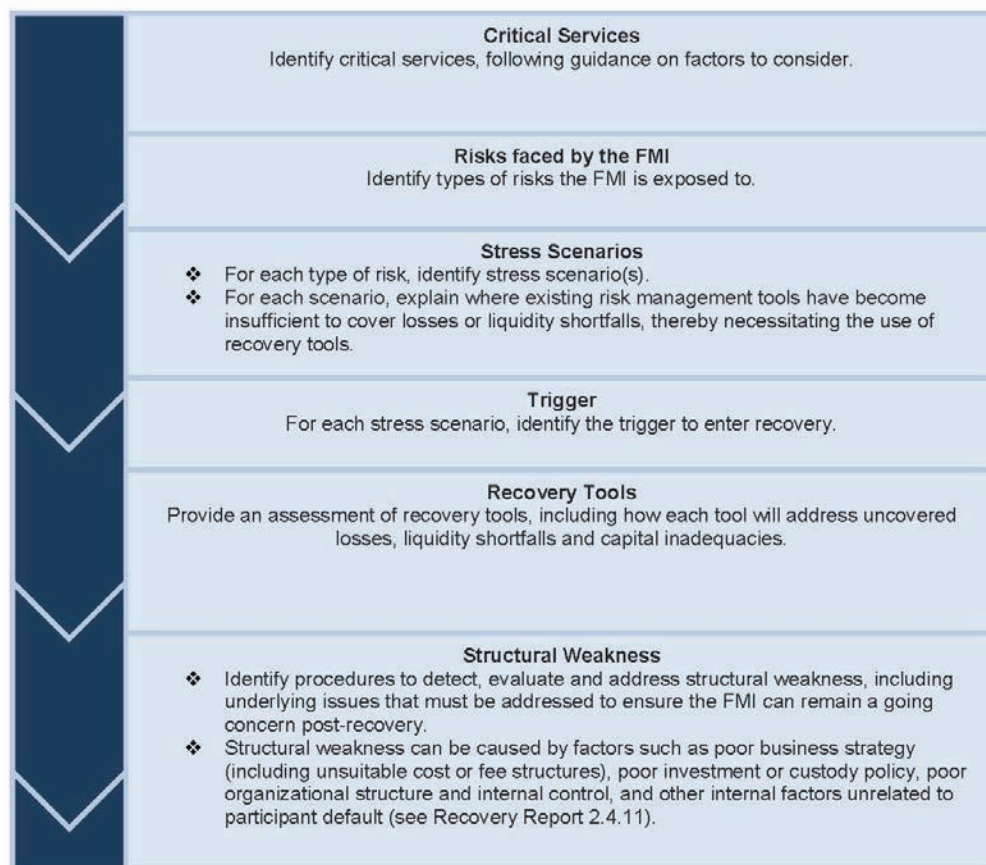 Critical Services
Identify critical services, following guidance on factors to consider.
Risks faced by the FMI
Identify types of risks the FMI is exposed to.
Stress Scenarios
❖ For each type of risk, identify stress scenario(s).
❖ For each scenario, explain where existing risk management tools have become
insufficient to cover losses or liquidity shortfalls, thereby necessitating the use of
recovery tools.
Trigger
For each stress scenario, identify the trigger to enter recovery.
Recovery Tools
Provide an assessment of recovery tools, including how each tool will address uncovered
losses, liquidity shortfalls and capital inadequacies.
Structural Weakness
❖ Identify procedures to detect, evaluate and address structural weakness, including
underlying issues that must be addressed to ensure the FMI can remain a going
concern post-recovery.
❖ Structural weakness can be caused by factors such as poor business strategy
(including unsuitable cost or fee structures), poor investment or custody policy, poor
organizational structure and internal control, and other internal factors unrelated to
participant default (see Recovery Report 2.4.11).